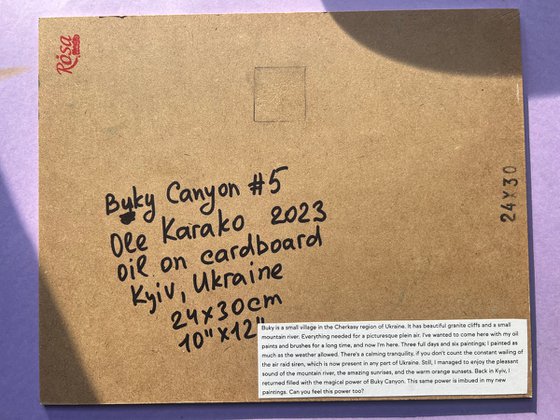 Rósa
24X30
Buky Canyon #5
Ole Karako 2023
oil on cardboard
Kyiv, Ukraine
24x30cm
10"x12"
Buky is a small village in the Cherkasy region of Ukraine. It has beautiful granite cliffs and a small
mountain river. Everything needed for a picturesque plein air. I've wanted to come here with my oil
paints and brushes for a long time, and now I'm here. Three full days and six paintings; I painted as
much as the weather allowed. There's a calming tranquility, if you don't count the constant wailing of
the air raid siren, which is now present in any part of Ukraine. Still, I managed to enjoy the pleasant
sound of the mountain river, the amazing sunrises, and the warm orange sunsets. Back in Kyiv, I
returned filled with the magical power of Buky Canyon. This same power is imbued in my new
paintings. Can you feel this power too?